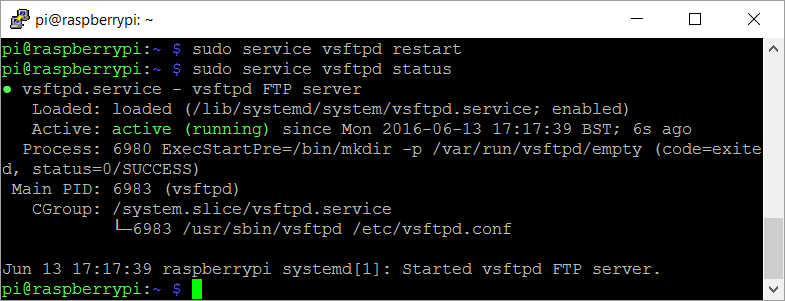 pi@raspberrypi: ~
pi@raspberrypi:~ $ sudo service vsftpd restart
pi@raspberrypi:~ $ sudo service vsftpd status
● vsftpd.service - vsftpd FTP server
   Loaded: loaded (/lib/systemd/system/vsftpd.service; enabled)
   Active: active (running) since Mon 2016-06-13 17:17:39 BST; 6s ago
  Process: 6980 ExecStartPre=/bin/mkdir -p /var/run/vsftpd/empty (code=exite
d, status=0/SUCCESS)
 Main PID: 6983 (vsftpd)
   CGroup: /system.slice/vsftpd.service
           └─6983 /usr/sbin/vsftpd /etc/vsftpd.conf
Jun 13 17:17:39 raspberrypi systemd[1]: Started vsftpd FTP server.
pi@raspberrypi:~ $